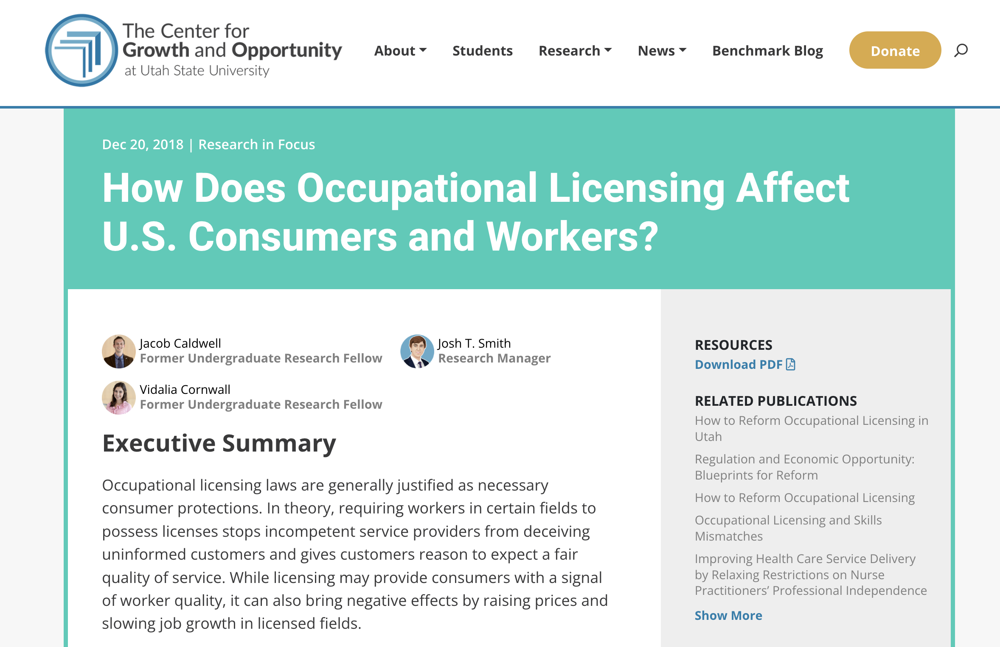 The Center for
Growth and Opportunity
at Utah State University
About
Students
Research
News
Benchmark Blog
Donate
Dec 20, 2018 | Research in Focus
How Does Occupational Licensing Affect
U.S. Consumers and Workers?
Jacob Caldwell
Former Undergraduate Research Fellow
Josh T. Smith
Research Manager
Vidalia Cornwall
Former Undergraduate Research Fellow
Executive Summary
Occupational licensing laws are generally justified as necessary
consumer protections. In theory, requiring workers in certain fields to
possess licenses stops incompetent service providers from deceiving
uninformed customers and gives customers reason to expect a fair
quality of service. While licensing may provide consumers with a signal
of worker quality, it can also bring negative effects by raising prices and
slowing job growth in licensed fields.
RESOURCES
Download PDF
RELATED PUBLICATIONS
How to Reform Occupational Licensing in
Utah
Regulation and Economic Opportunity:
Blueprints for Reform
How to Reform Occupational Licensing
Occupational Licensing and Skills
Mismatches
Improving Health Care Service Delivery
by Relaxing Restrictions on Nurse
Practitioners’ Professional Independence
Show More